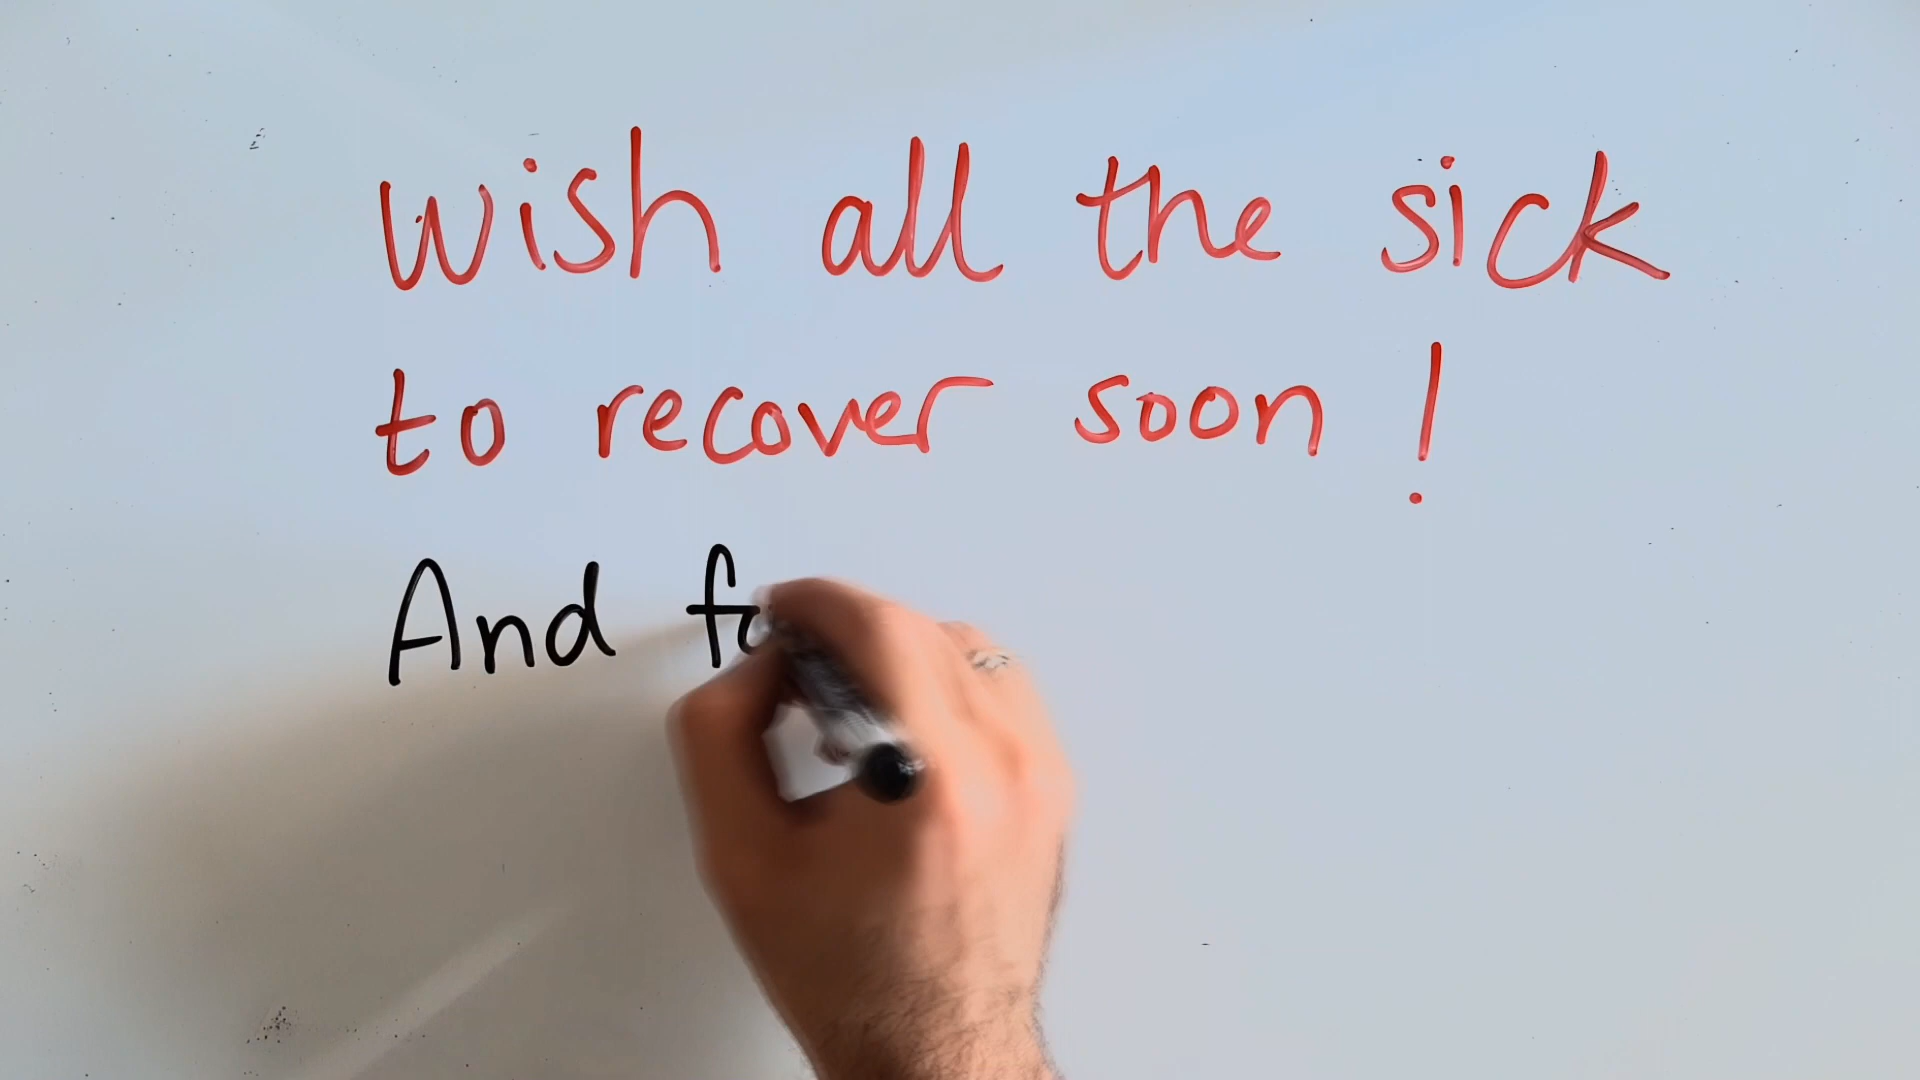 Wish all the sick
to recover soon!
And